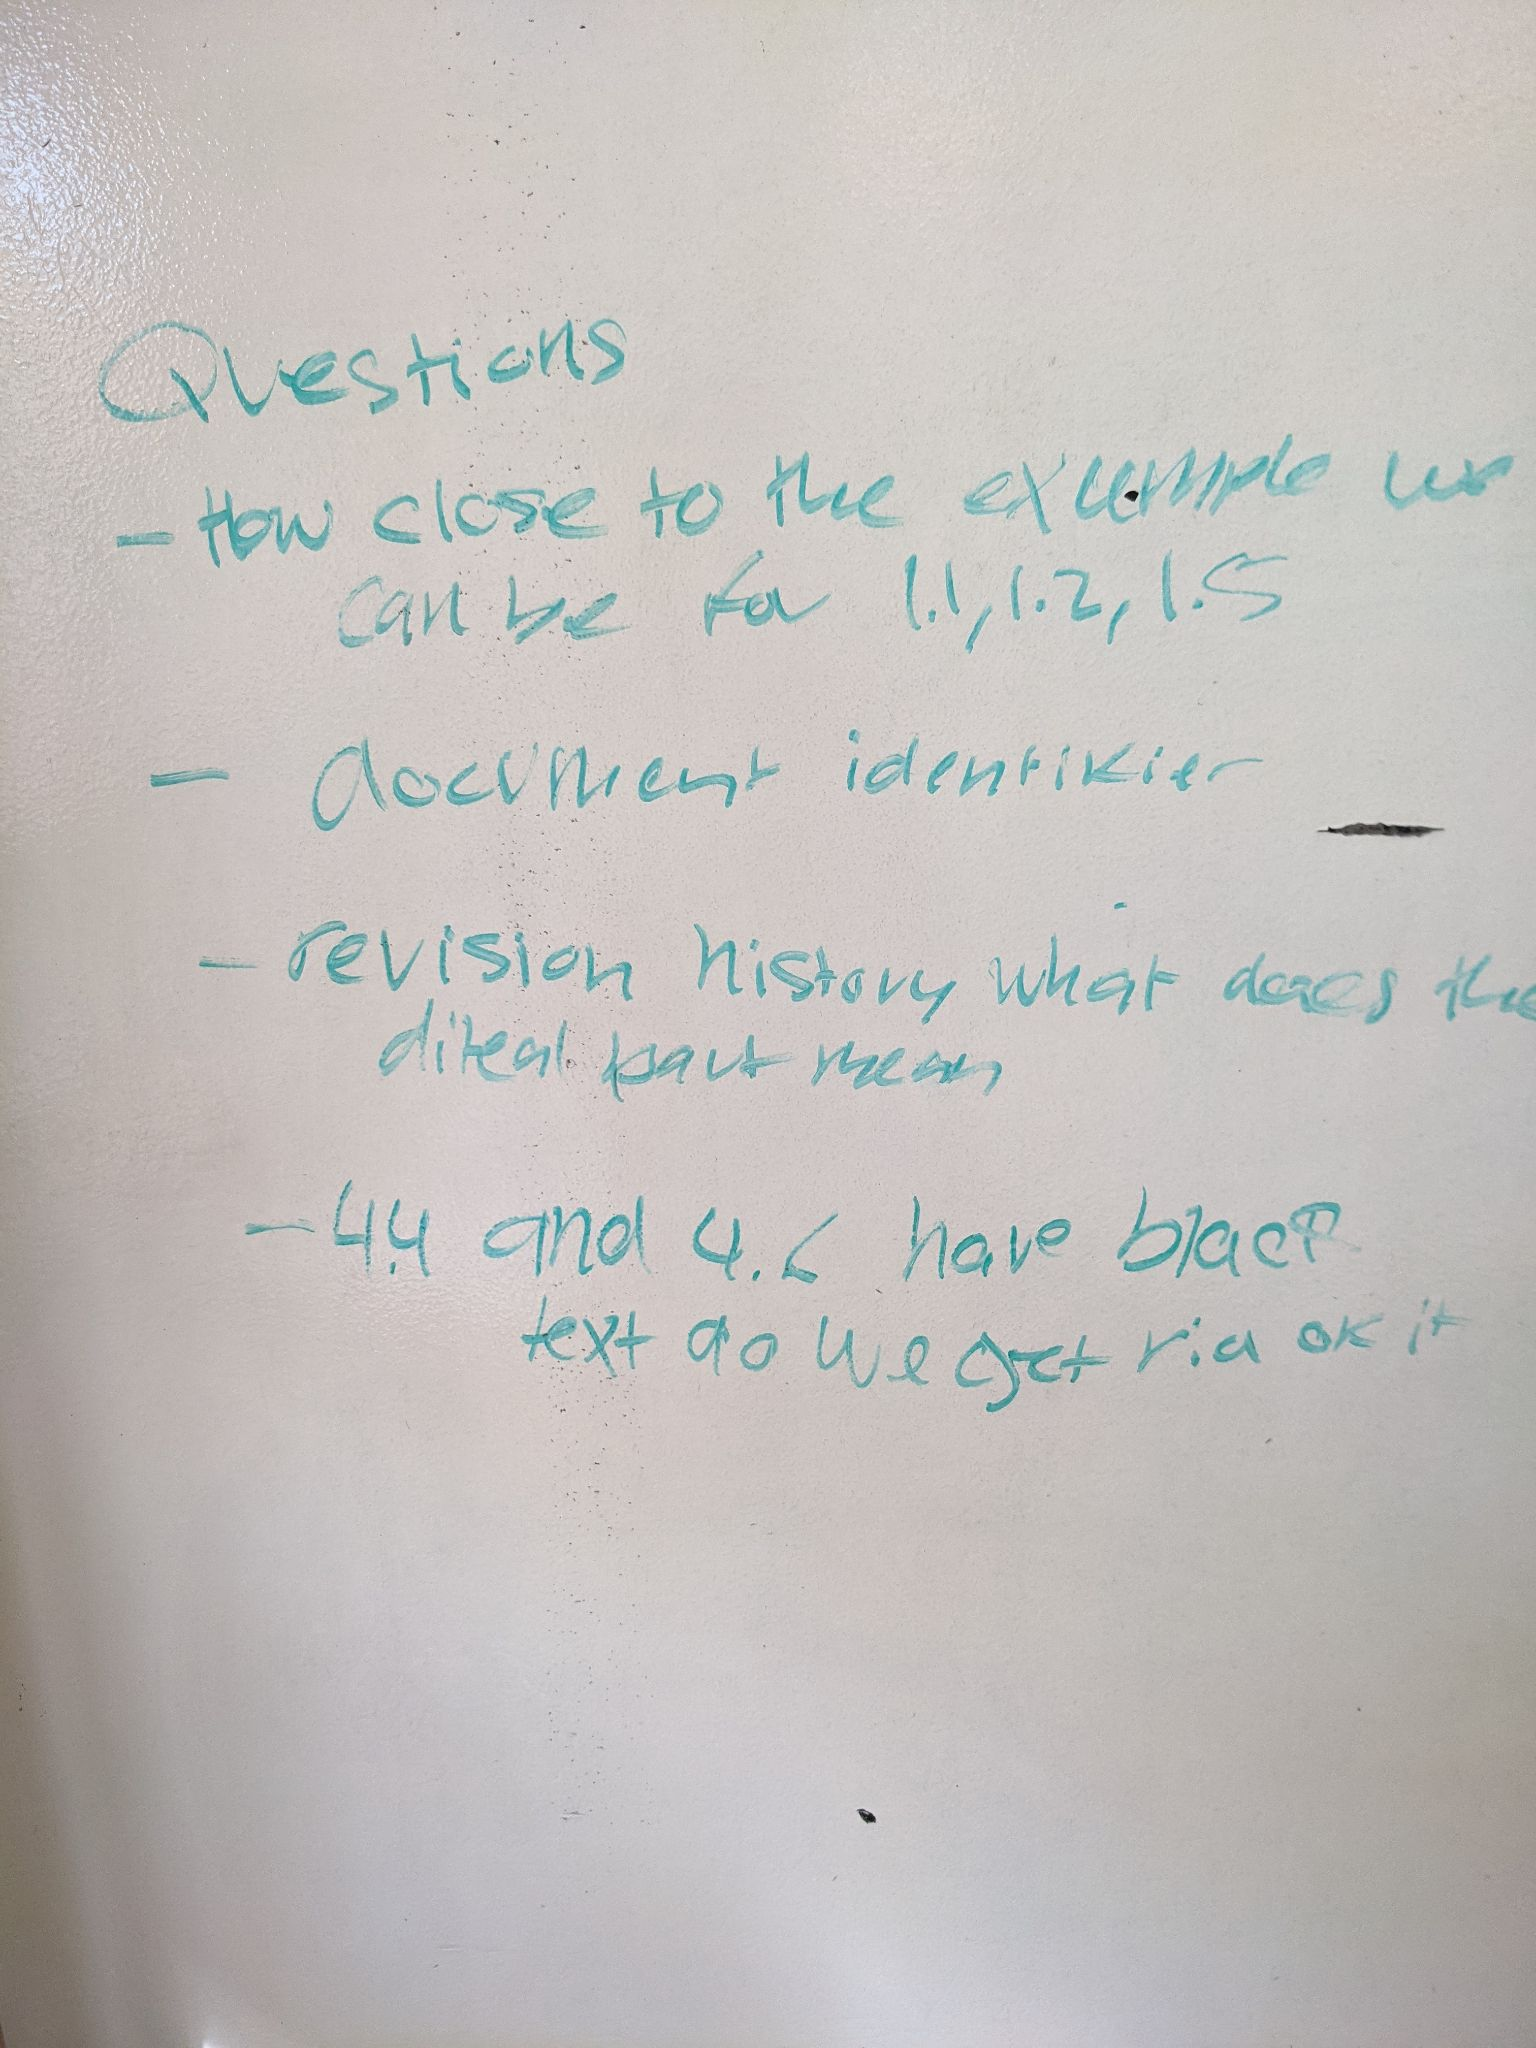 Questions
- How close to the example we
can be for 1.1, 1.2, 1.5
- document identifier
- revision history what does the
part mean
- 4.4 and 4.6 have black
text do we get rid of it